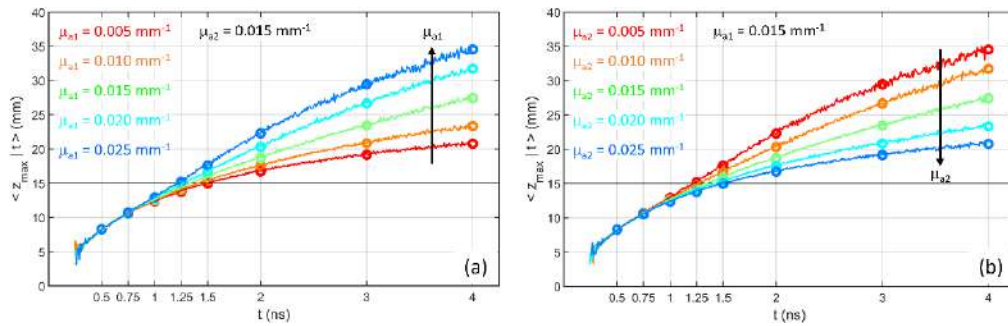 μa1 = 0.005 mm⁻¹ μa2 = 0.015 mm⁻¹ μa1
μa1 = 0.010 mm⁻¹
μa1 = 0.015 mm⁻¹
μa1 = 0.020 mm⁻¹
μa1 = 0.025 mm⁻¹
< zmax | t > (mm)
40
35
30
25
20
15
10
5
0
(a)
0.5 0.75 1 1.25 1.5 2 3 4
t (ns)
μa2 = 0.005 mm⁻¹ μa1 = 0.015 mm⁻¹
μa2 = 0.010 mm⁻¹
μa2 = 0.015 mm⁻¹
μa2 = 0.020 mm⁻¹
μa2 = 0.025 mm⁻¹
μa2
< zmax | t > (mm)
40
35
30
25
20
15
10
5
0
(b)
0.5 0.75 1 1.25 1.5 2 3 4
t (ns)